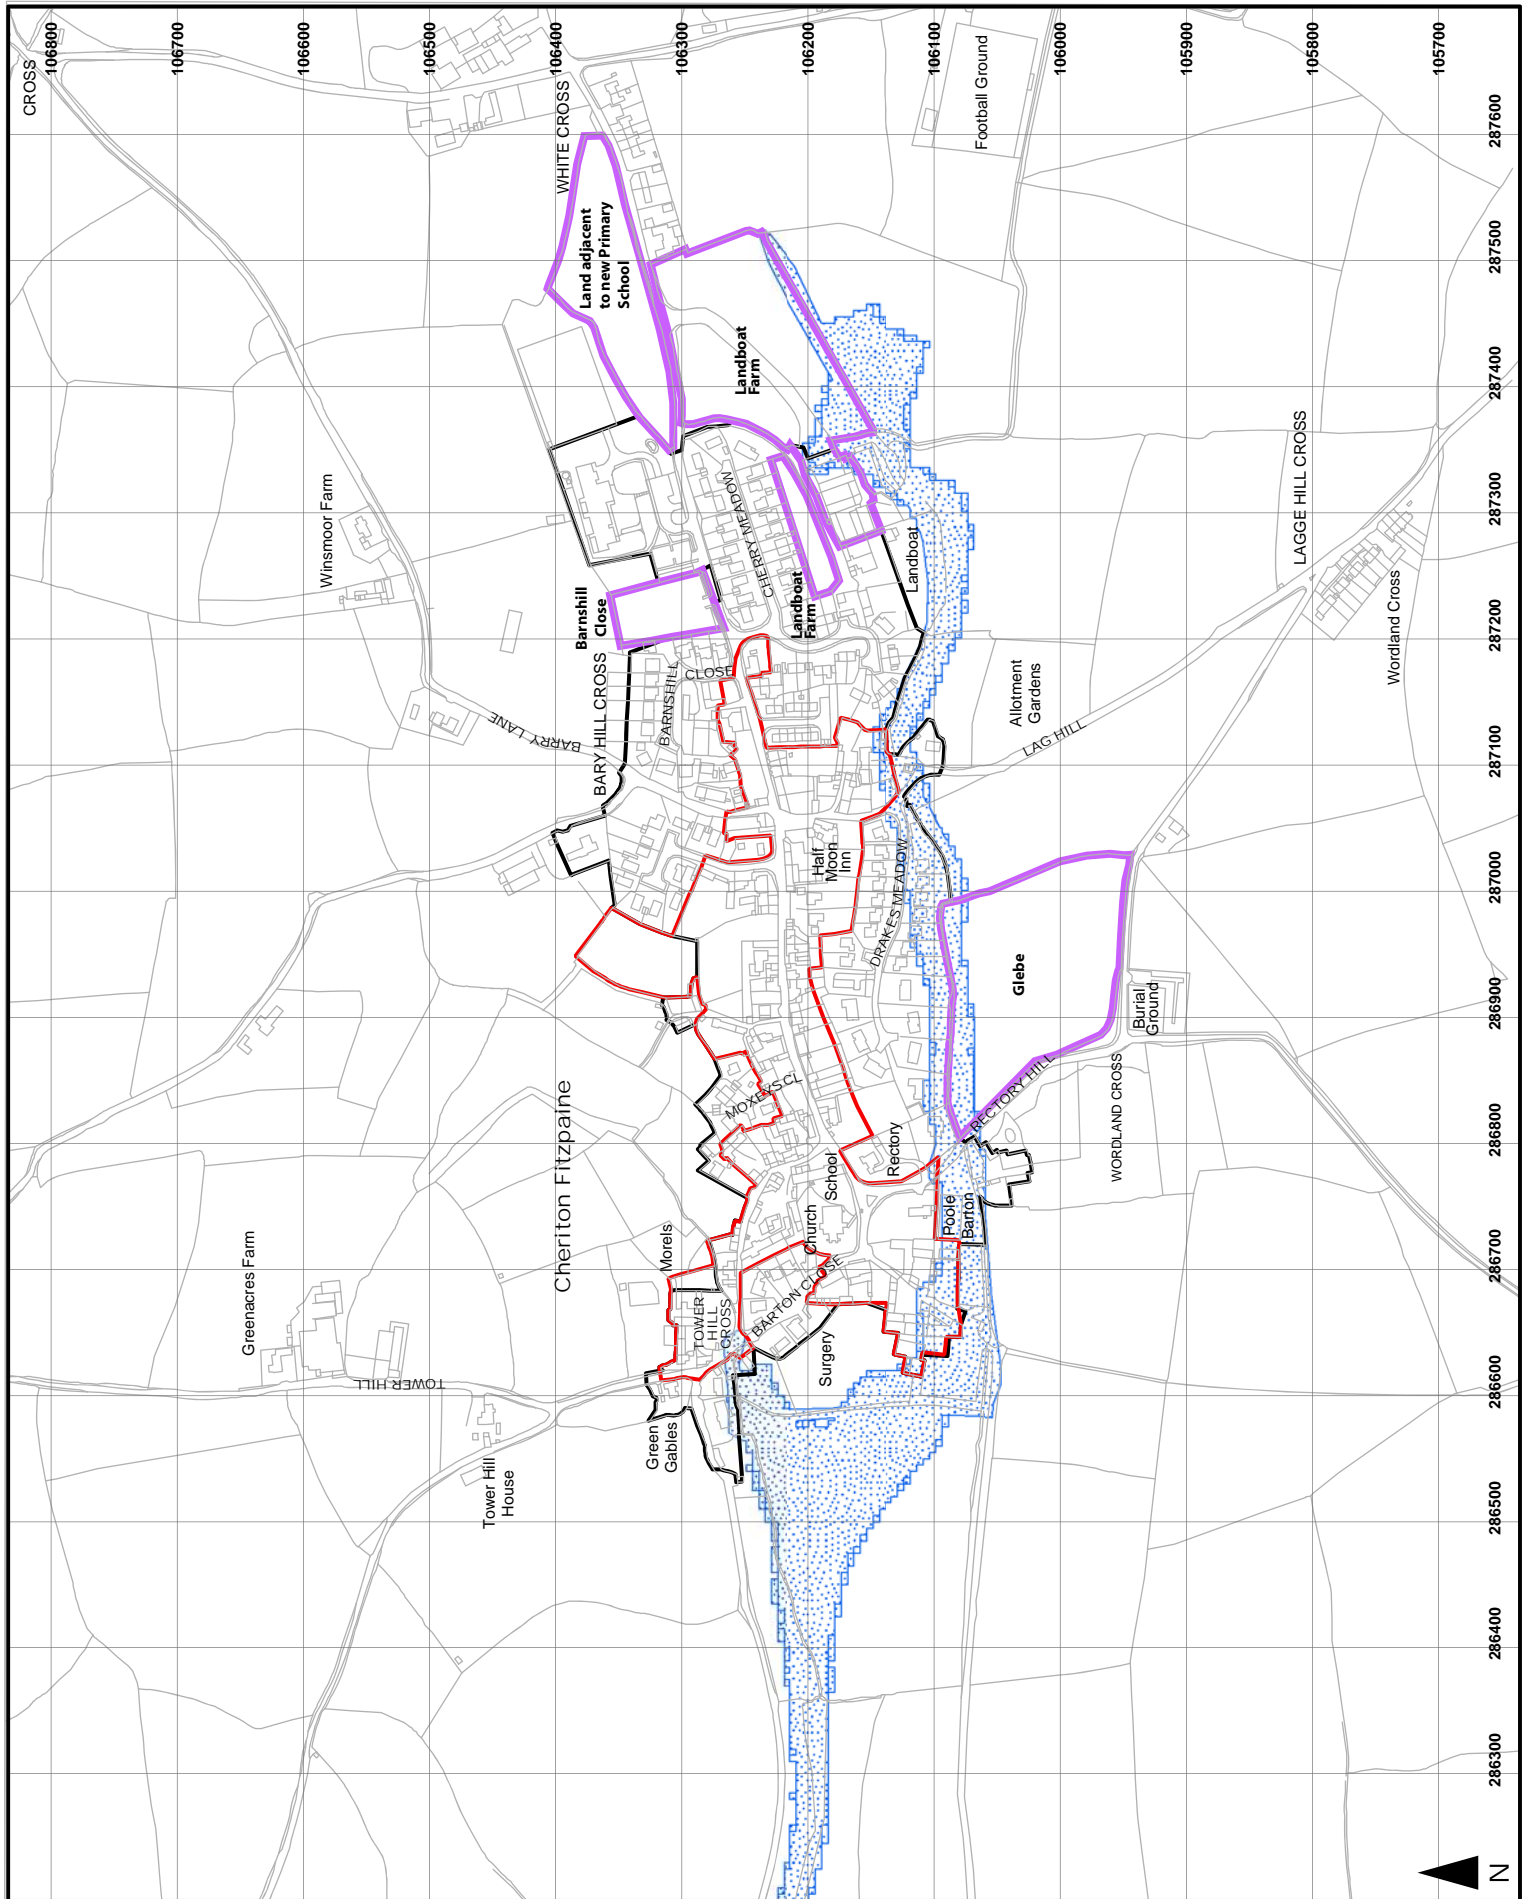 CROSS
106800
106700
106600
106500
106400
106300
106200
106100
106000
105900
105800
105700
WHITE CROSS
Football Ground
287600
Land adjacent
to new Primary
School
287500
Landboat
Farm
287400
Winsmoor Farm
CHERRY MEADOW
LAGGE HILL CROSS
287300
Landboat
Barnshill
Close
Landboat
Farm
Wordland Cross
287200
BARY HILL CROSS
BARNSHILL
CLOSE
Allotment
Gardens
BARRY LANE
LAG HILL
287100
Half
Moon
Inn
DRAKES MEADOW
287000
Glebe
Burial
Ground
286900
Cheriton Fitzpaine
MOXEYS CL
RECTORY HILL
WORDLAND CROSS
286800
Rectory
School
Church
Poole
Barton
Morels
Greenacres Farm
286700
TOWER
HILL
CROSS
BARTON CLOSE
Surgery
TOWER HILL
286600
Green
Gables
Tower Hill
House
286500
286400
286300
N